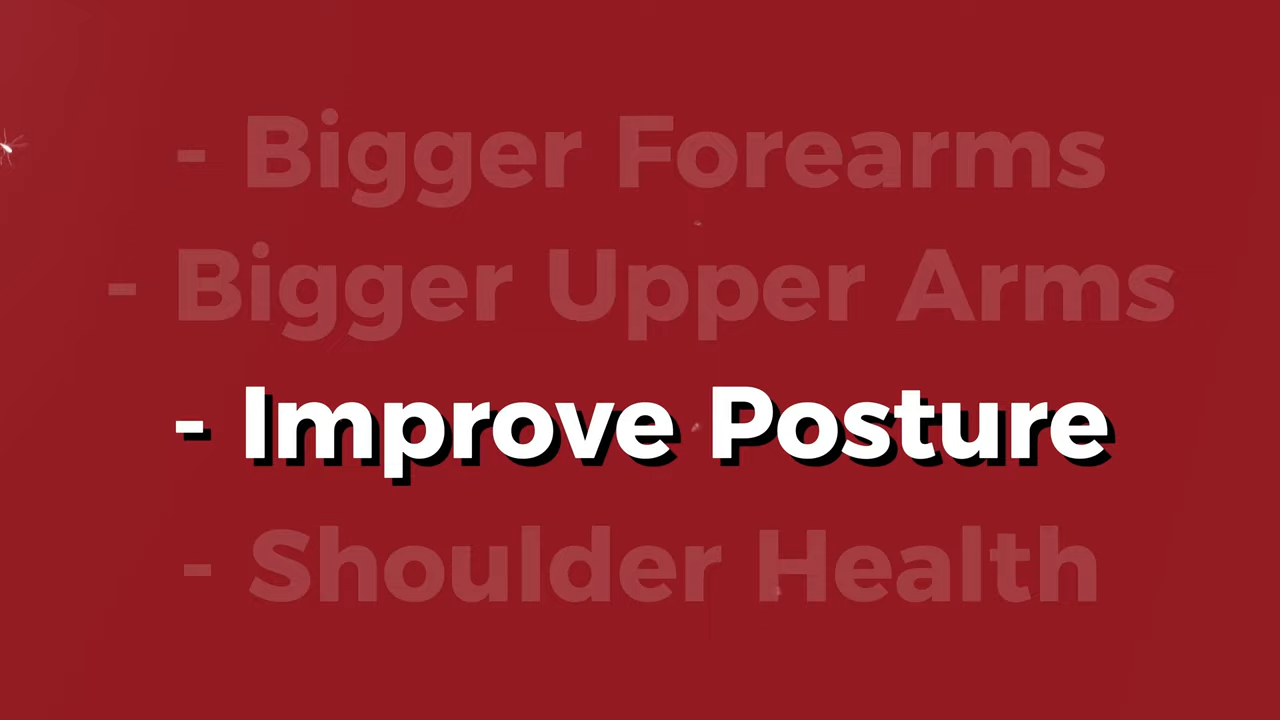 - Bigger Forearms
- Bigger Upper Arms
- Improve Posture
- Shoulder Health